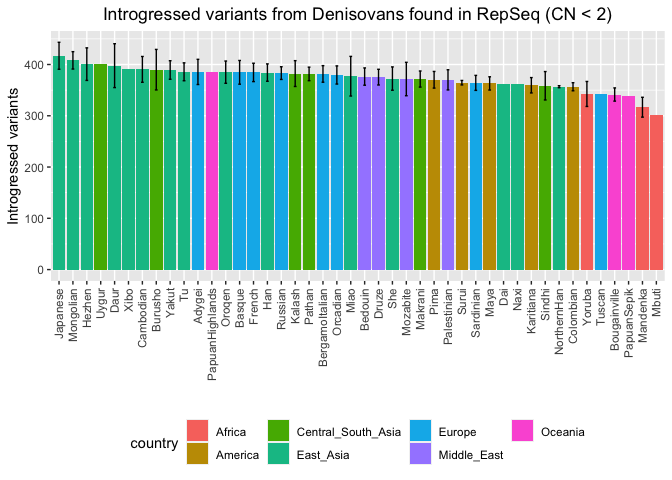 Introgressed variants from Denisovans found in RepSeq (CN < 2)
Introgressed variants
400
300
200
100
0
Japanese
Mongolian
Hezhen
Uygur
Daur
Xibo
Cambodian
Burusho
Yakut
Tu
Adygei
PapuanHighlands
Oroqen
Basque
French
Han
Russian
Kalash
Pathan
BergamoItalian
Orcadian
Miao
Bedouin
Druze
She
Mozabite
Makrani
Pima
Palestinian
Surui
Sardinian
Maya
Dai
Naxi
Karitiana
Sindhi
NorthernHan
Colombian
Yoruba
Tuscan
Bougainville
PapuanSepik
Mandenka
Mbuti
country
Africa
Central_South_Asia
Europe
Oceania
America
East_Asia
Middle_East